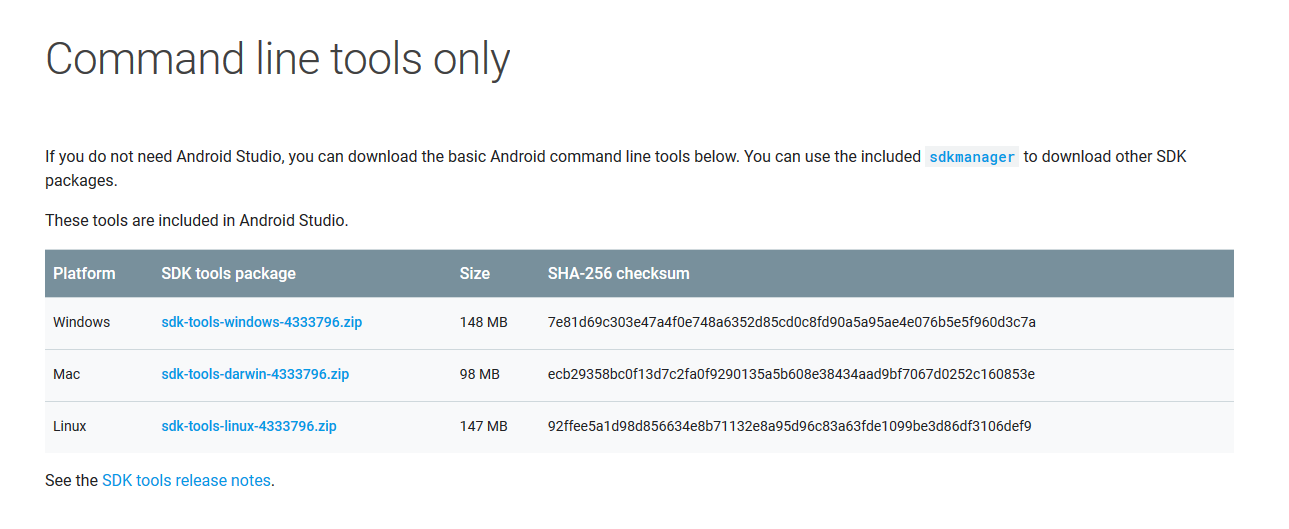 Command line tools only
If you do not need Android Studio, you can download the basic Android command line tools below. You can use the included sdkmanager to download other SDK
packages.
These tools are included in Android Studio.
Platform SDK tools package Size SHA-256 checksum
Windows sdk-tools-windows-4333796.zip 148 MB 7e81d69c303e47a4f0e748a6352d85cd0c8fd90a5a95ae4e076b5e5f960d3c7a
Mac sdk-tools-darwin-4333796.zip 98 MB ecb29358bc0f13d7c2fa0f9290135a5b608e38434aad9bf7067d0252c160853e
Linux sdk-tools-linux-4333796.zip 147 MB 92ffee5a1d98d856634e8b71132e8a95d96c83a63fde1099be3d86df3106def9
See the SDK tools release notes.